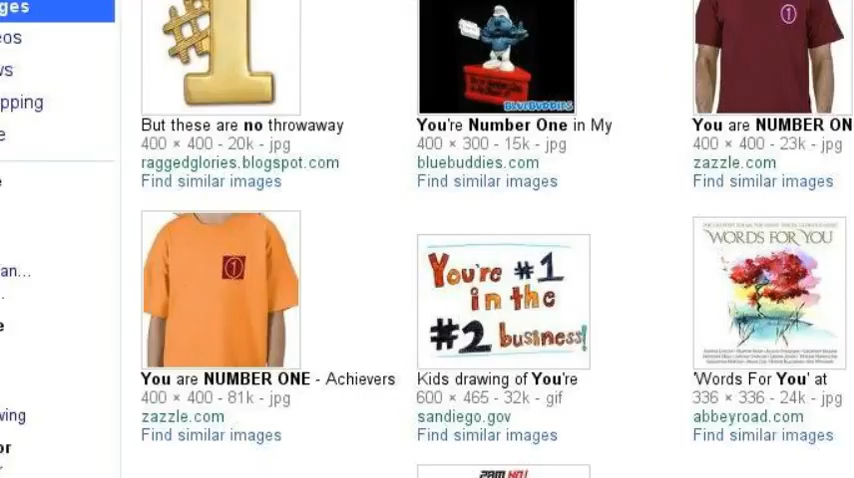 ges
eos
ws
pping
e
e
an...
.
e
wing
or
r
#1
BLUEBUDDIES
1
But these are no throwaway
400 × 400 - 20k - jpg
raggedglories.blogspot.com
Find similar images
You're Number One in My
400 × 300 - 15k - jpg
bluebuddies.com
Find similar images
You are NUMBER ON
400 × 400 - 23k - jpg
zazzle.com
Find similar images
1
You're #1
in the
#2 business!
WORDS FOR YOU
You are NUMBER ONE - Achievers
400 × 400 - 81k - jpg
zazzle.com
Find similar images
Kids drawing of You're
600 × 465 - 32k - gif
sandiego.gov
Find similar images
'Words For You' at
336 × 336 - 24k - jpg
abbeyroad.com
Find similar images